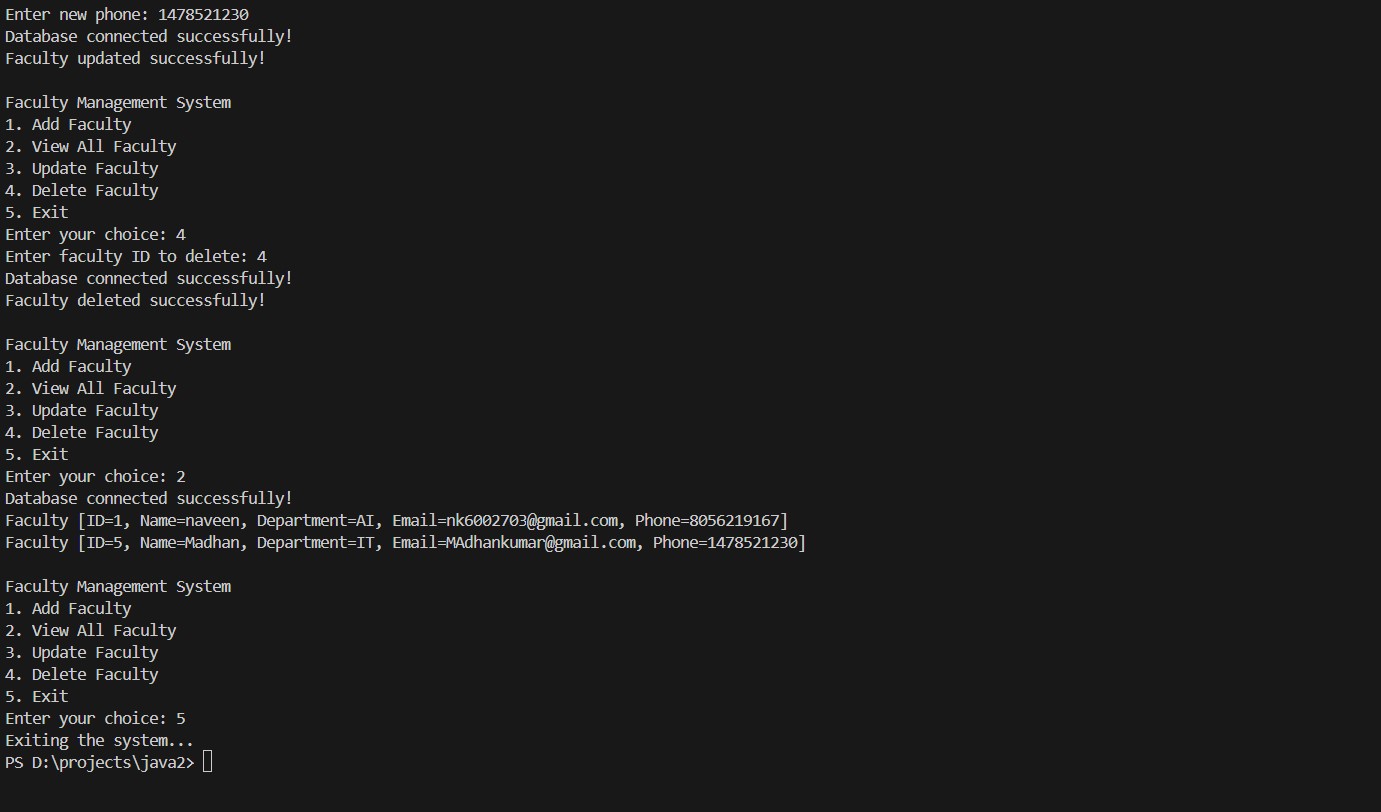 Enter new phone: 1478521230
Database connected successfully!
Faculty updated successfully!

Faculty Management System
1. Add Faculty
2. View All Faculty
3. Update Faculty
4. Delete Faculty
5. Exit
Enter your choice: 4
Enter faculty ID to delete: 4
Database connected successfully!
Faculty deleted successfully!

Faculty Management System
1. Add Faculty
2. View All Faculty
3. Update Faculty
4. Delete Faculty
5. Exit
Enter your choice: 2
Database connected successfully!
Faculty [ID=1, Name=naveen, Department=AI, Email=nk6002703@gmail.com, Phone=8056219167]
Faculty [ID=5, Name=Madhan, Department=IT, Email=MAdhankumar@gmail.com, Phone=1478521230]

Faculty Management System
1. Add Faculty
2. View All Faculty
3. Update Faculty
4. Delete Faculty
5. Exit
Enter your choice: 5
Exiting the system...
PS D:\projects\java2>